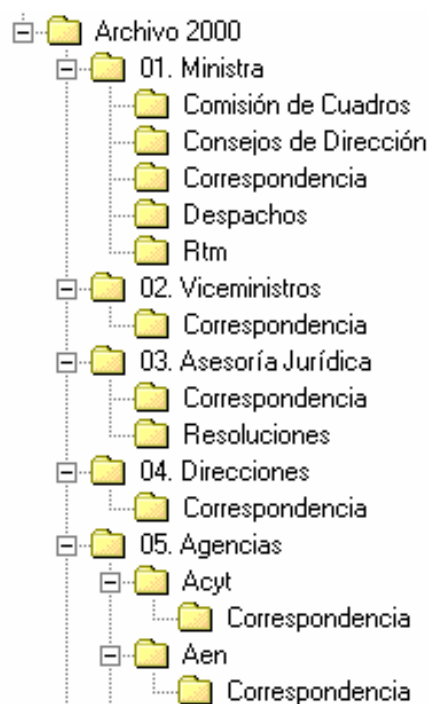 Archivo 2000
01. Ministra
Comisión de Cuadros
Consejos de Dirección
Correspondencia
Despachos
Rtm
02. Viceministros
Correspondencia
03. Asesoría Jurídica
Correspondencia
Resoluciones
04. Direcciones
Correspondencia
05. Agencias
Acyt
Correspondencia
Aen
Correspondencia